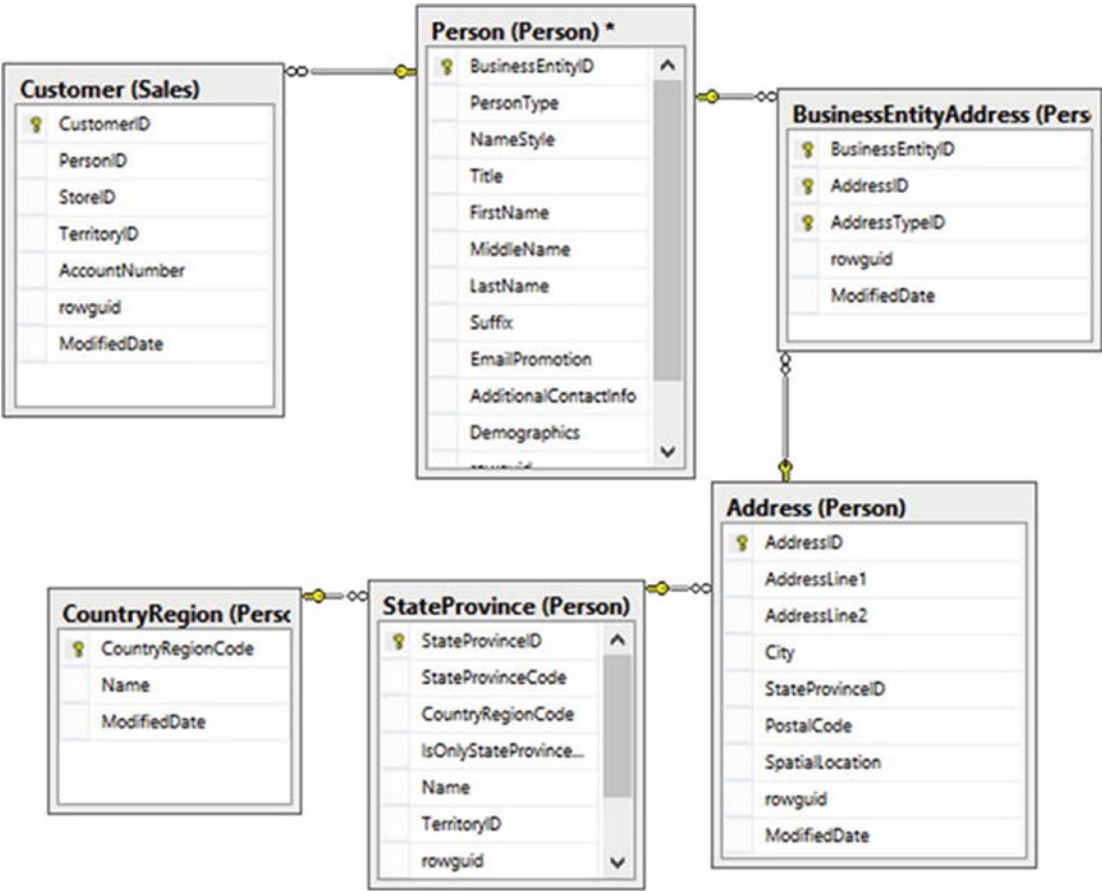 Customer (Sales)
CustomerID
PersonID
StoreID
TerritoryID
AccountNumber
rowguid
ModifiedDate
Person (Person) *
BusinessEntityID
PersonType
NameStyle
Title
FirstName
MiddleName
LastName
Suffix
EmailPromotion
AdditionalContactInfo
Demographics
BusinessEntityAddress (Pers
BusinessEntityID
AddressID
AddressTypeID
rowguid
ModifiedDate
CountryRegion (Persc
CountryRegionCode
Name
ModifiedDate
StateProvince (Person)
StateProvinceID
StateProvinceCode
CountryRegionCode
IsOnlyStateProvince...
Name
TerritoryID
rowguid
Address (Person)
AddressID
AddressLine1
AddressLine2
City
StateProvinceID
PostalCode
SpatialLocation
rowguid
ModifiedDate